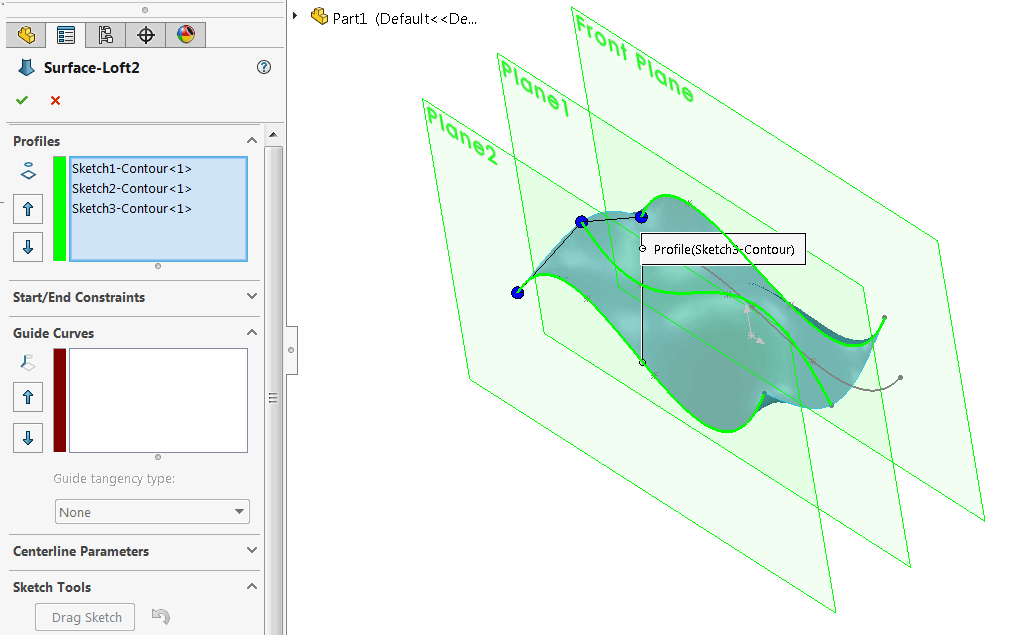 Part1 (Default<<De...
Surface-Loft2
Profiles
Sketch1-Contour<1>
Sketch2-Contour<1>
Sketch3-Contour<1>
Start/End Constraints
Guide Curves
Guide tangency type:
None
Centerline Parameters
Sketch Tools
Drag Sketch
Front Plane
Plane1
Plane2
Profile(Sketch3-Contour)